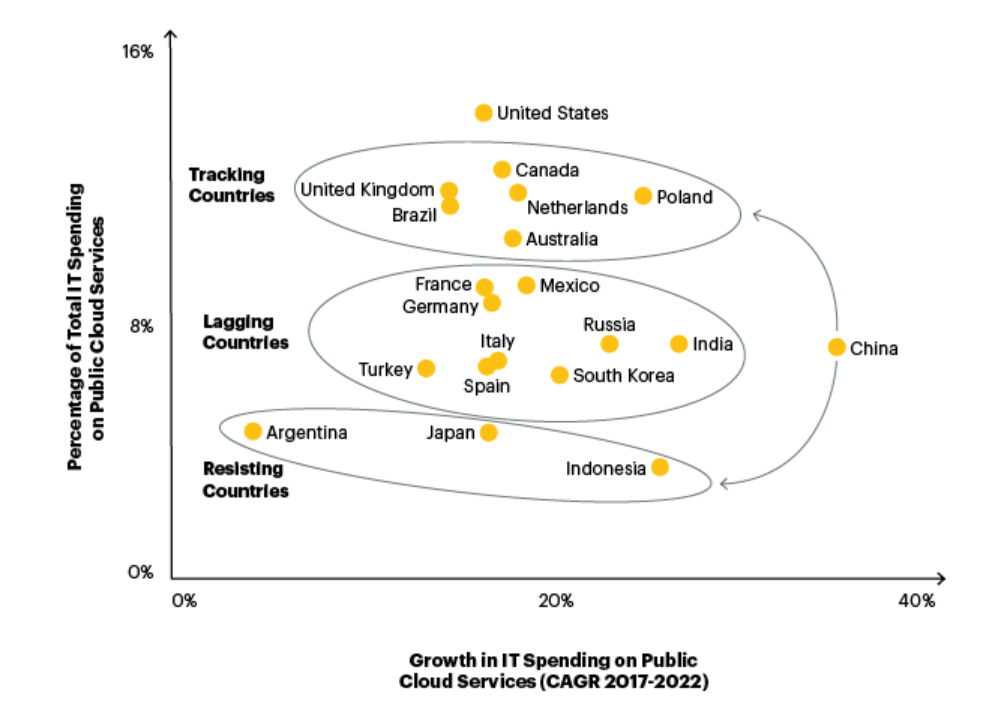 16%
United States
Tracking
Countries
Canada
United Kingdom
Poland
Netherlands
Brazil
Australia
Percentage of Total IT Spending
on Public Cloud Services
France
Mexico
Germany
8%
Lagging
Countries
Russia
Italy
India
China
Turkey
South Korea
Spain
Argentina
Japan
Indonesia
Resisting
Countries
0%
0%
20%
40%
Growth in IT Spending on Public
Cloud Services (CAGR 2017-2022)